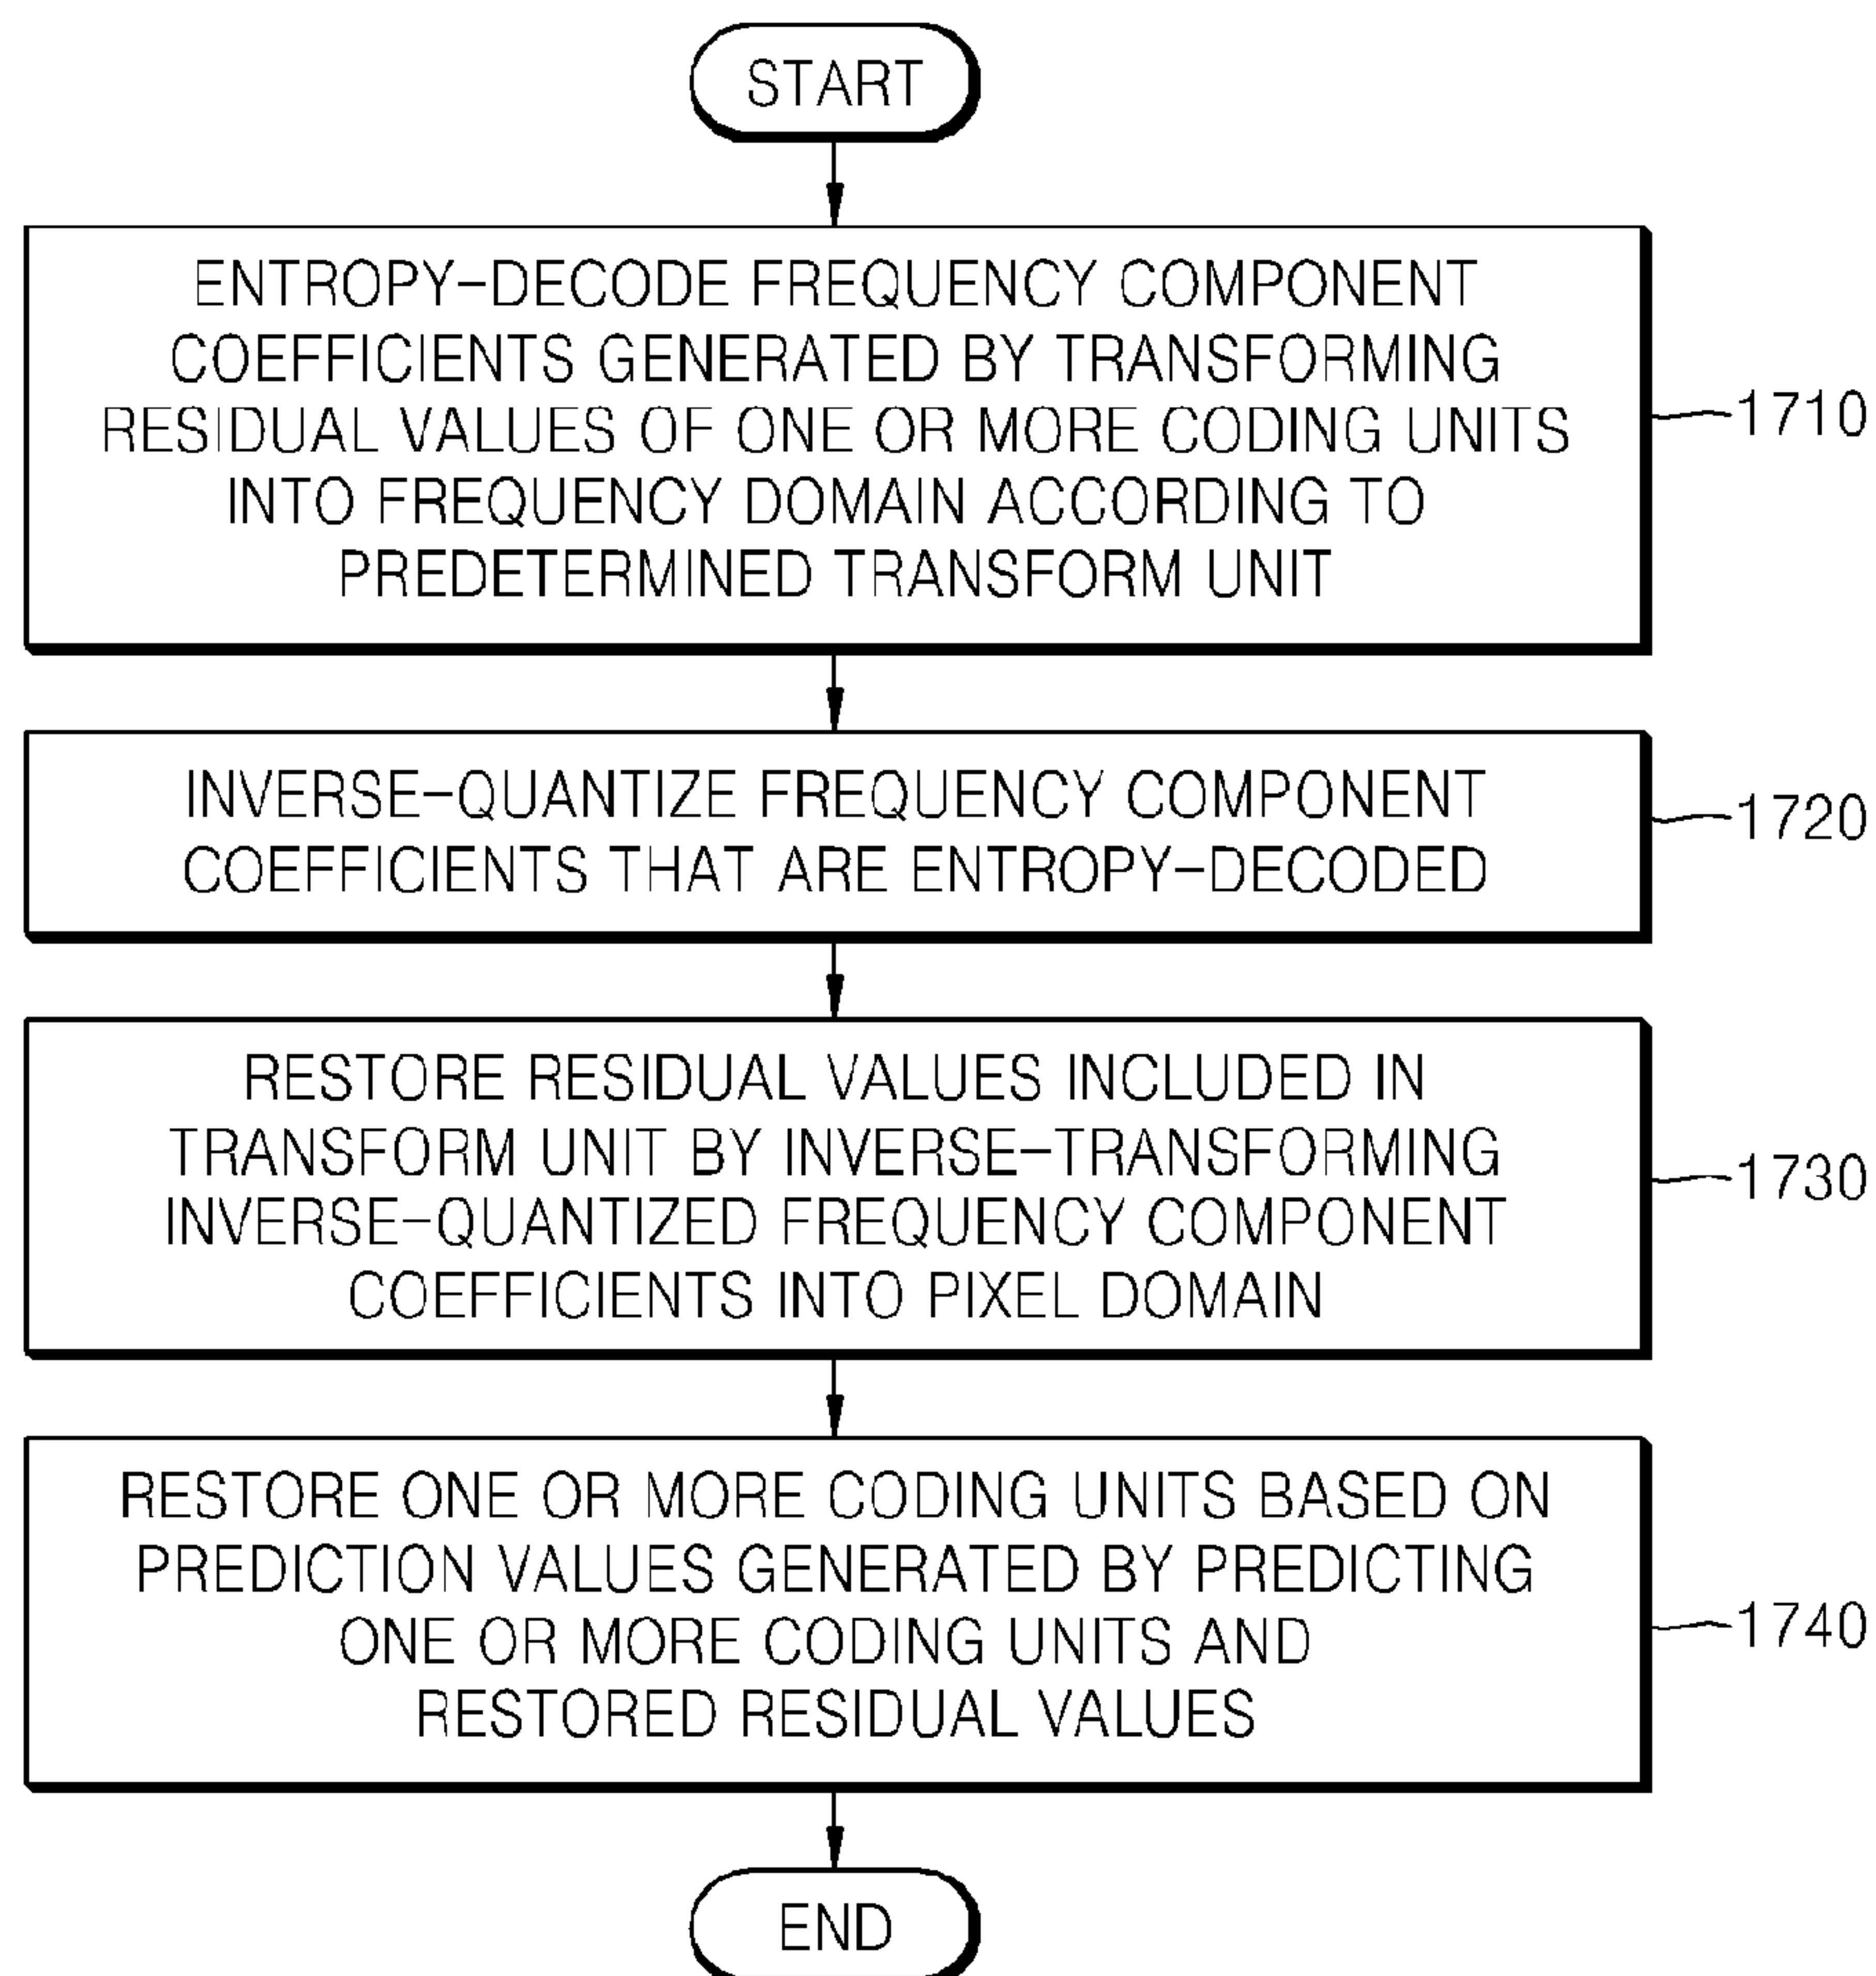 START
ENTROPY-DECODE FREQUENCY COMPONENT
COEFFICIENTS GENERATED BY TRANSFORMING
RESIDUAL VALUES OF ONE OR MORE CODING UNITS
INTO FREQUENCY DOMAIN ACCORDING TO
PREDETERMINED TRANSFORM UNIT
1710
INVERSE-QUANTIZE FREQUENCY COMPONENT
COEFFICIENTS THAT ARE ENTROPY-DECODED
1720
RESTORE RESIDUAL VALUES INCLUDED IN
TRANSFORM UNIT BY INVERSE-TRANSFORMING
INVERSE-QUANTIZED FREQUENCY COMPONENT
COEFFICIENTS INTO PIXEL DOMAIN
1730
RESTORE ONE OR MORE CODING UNITS BASED ON
PREDICTION VALUES GENERATED BY PREDICTING
ONE OR MORE CODING UNITS AND
RESTORED RESIDUAL VALUES
1740
END